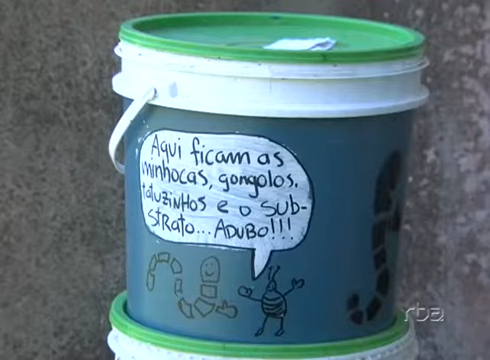 Aqui ficam as
minhocas, gongolos,
tatuzinhos e o sub-
strato... ADUBO!!!
rba